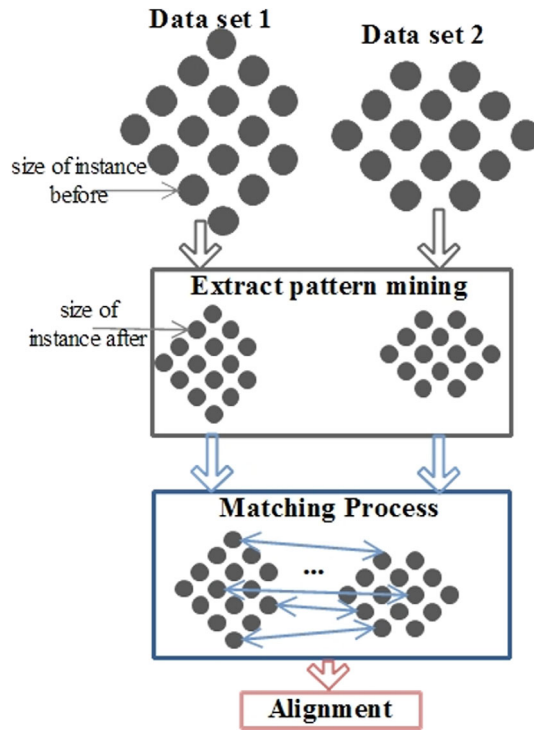 Data set 1
Data set 2
size of instance
before
Extract pattern mining
size of
instance after
Matching Process
...
Alignment